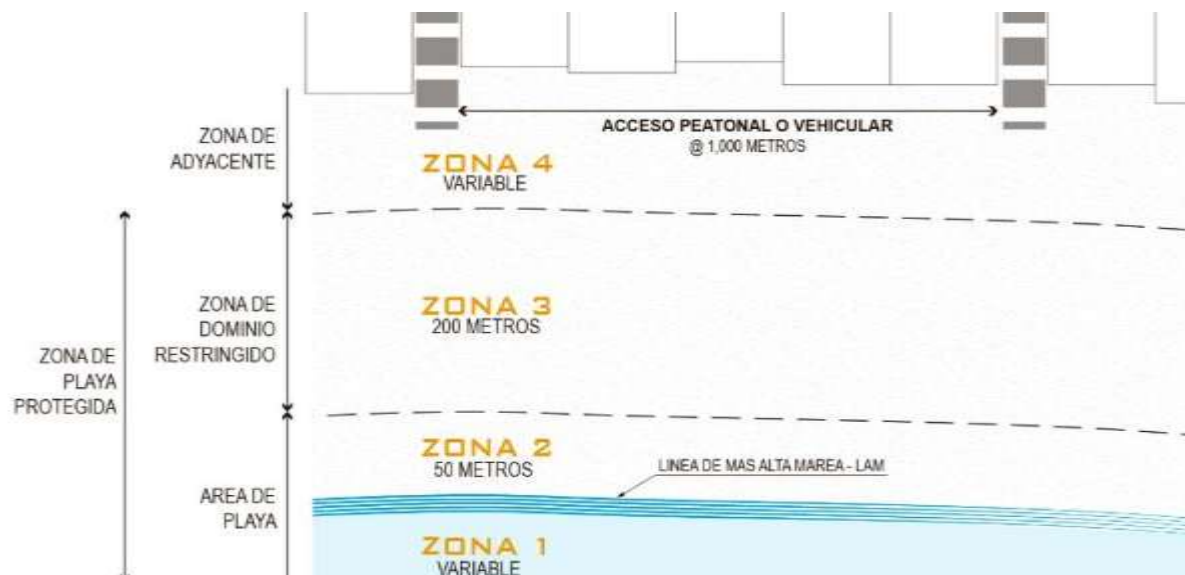 ACCESO PEATONAL O VEHICULAR
@ 1,000 METROS
ZONA DE
ADYACENTE
ZONA 4
VARIABLE
ZONA DE
DOMINIO
RESTRINGIDO
ZONA 3
200 METROS
ZONA DE
PLAYA
PROTEGIDA
ZONA 2
50 METROS
LINEA DE MAS ALTA MAREA - LAM
AREA DE
PLAYA
ZONA 1
VARIABLE